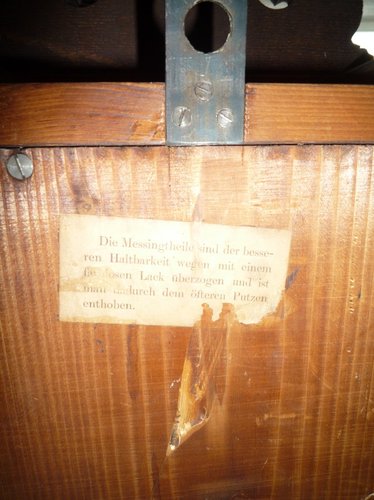 Die Messingtheile sind der besse-
ren Haltbarkeit wegen mit einem
Lack überzogen und ist
man dadurch dem öfteren Putzen
enthoben.